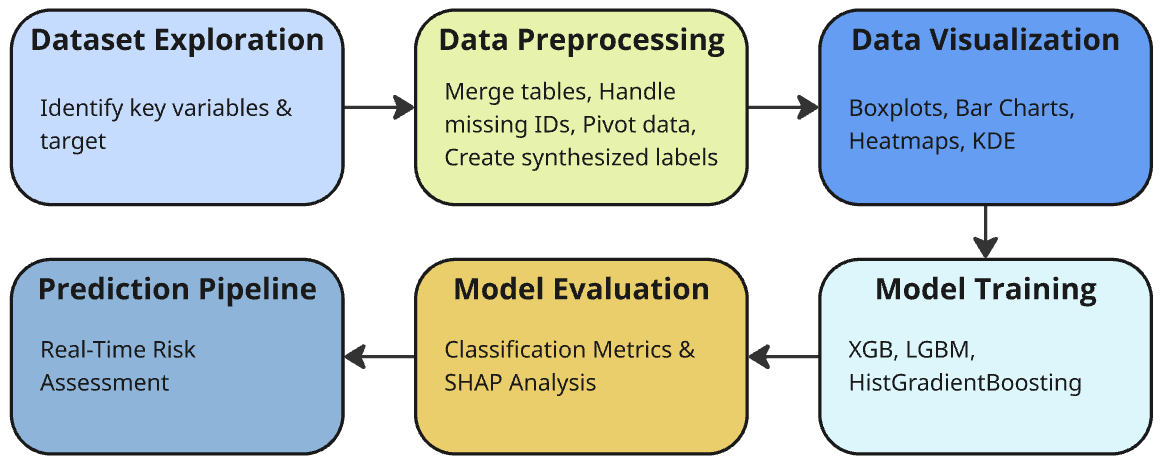 Dataset Exploration
Identify key variables &
target
Data Preprocessing
Merge tables, Handle
missing IDs, Pivot data,
Create synthesized labels
Data Visualization
Boxplots, Bar Charts,
Heatmaps, KDE
Model Training
XGB, LGBM,
HistGradientBoosting
Model Evaluation
Classification Metrics &
SHAP Analysis
Prediction Pipeline
Real-Time Risk
Assessment